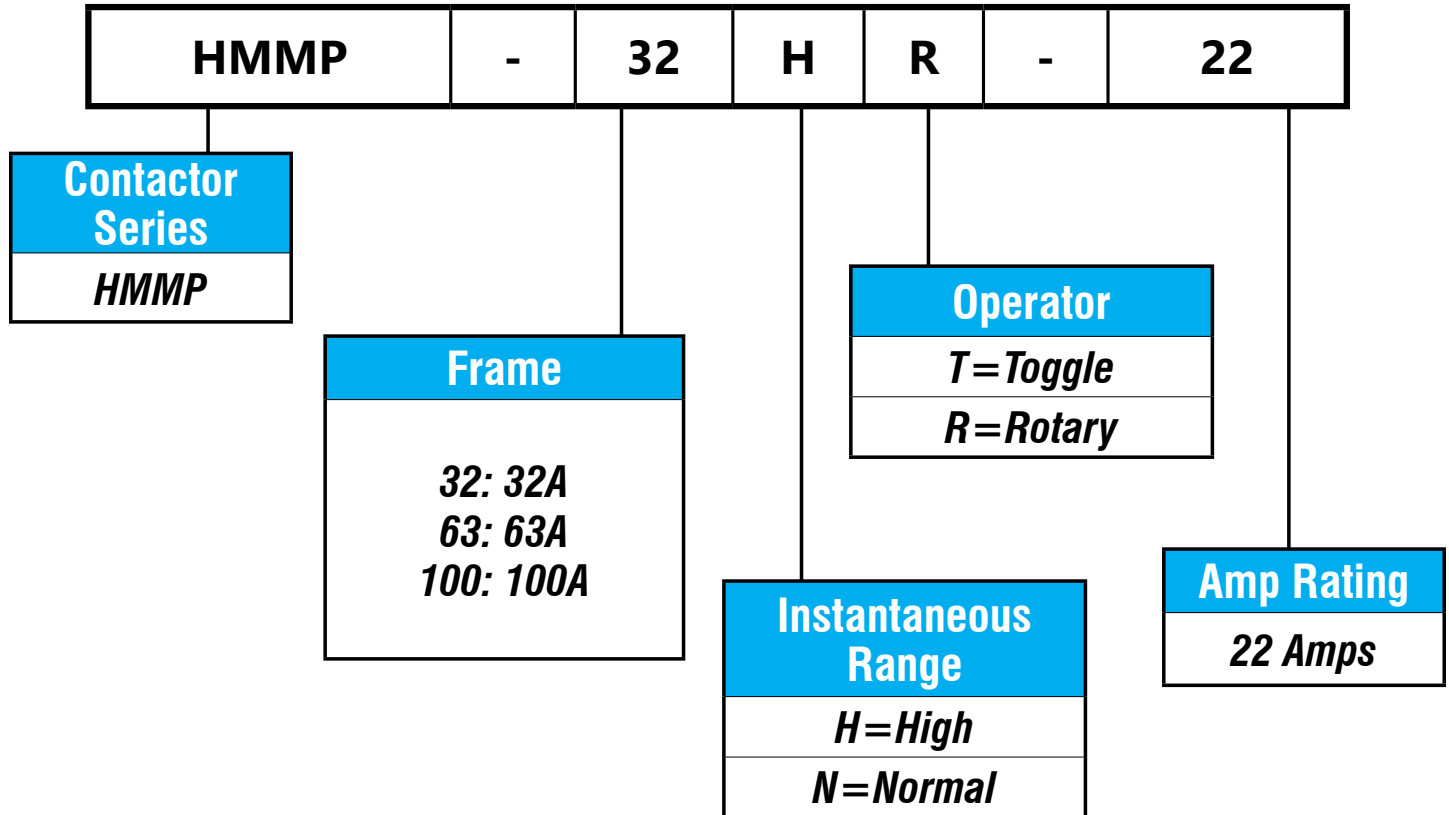 HMMP - 32 H R - 22
Contactor
Series
HMMP
Frame
32: 32A
63: 63A
100: 100A
Operator
T=Toggle
R=Rotary
Instantaneous
Range
H=High
N=Normal
Amp Rating
22 Amps